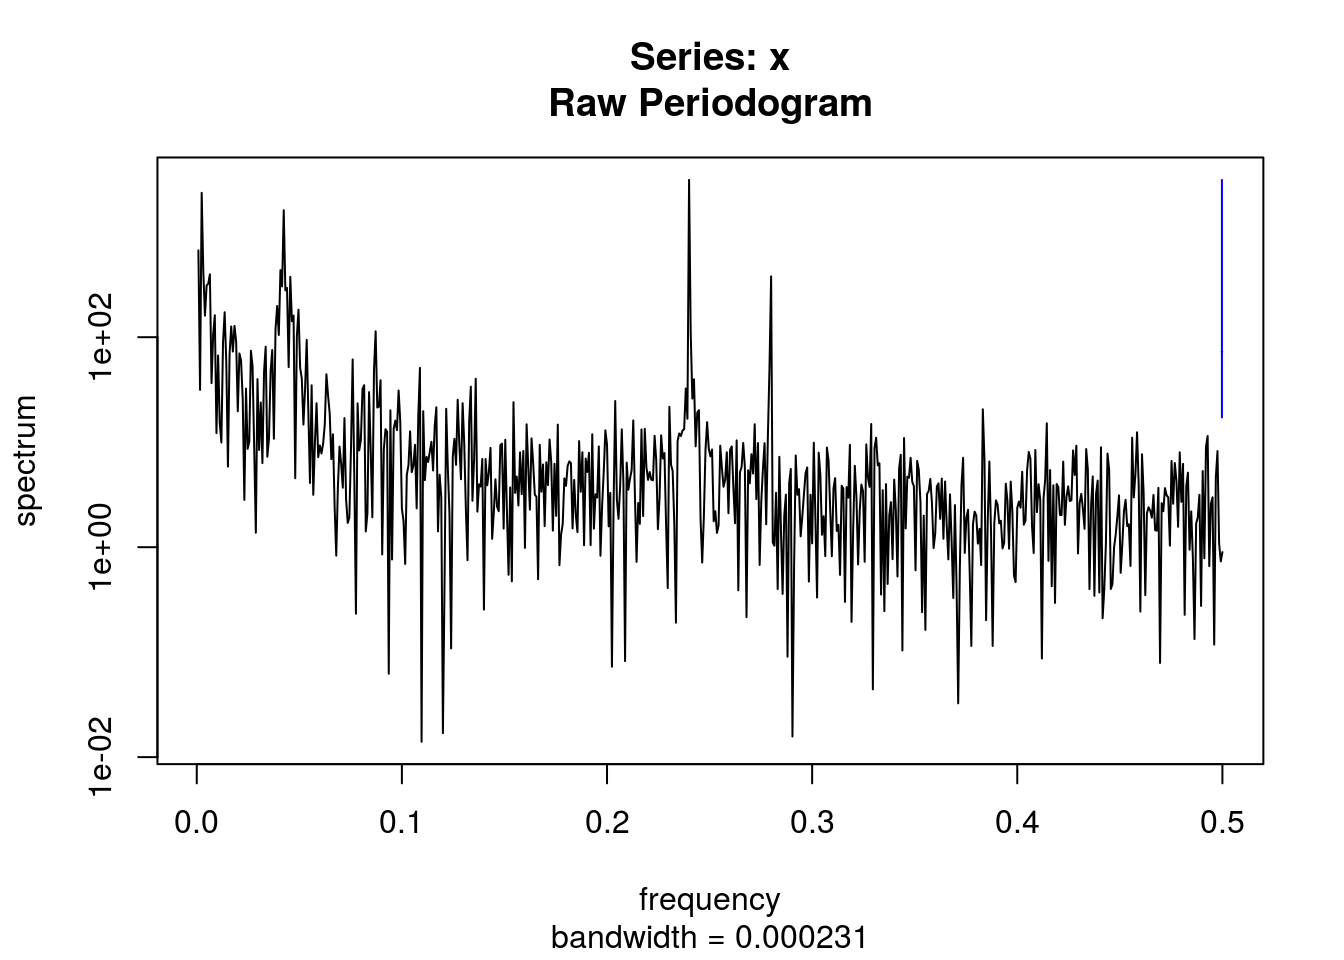 Series: x
Raw Periodogram
spectrum
1e+02
1e+00
1e-02
0.0 0.1 0.2 0.3 0.4 0.5
frequency
bandwidth = 0.000231